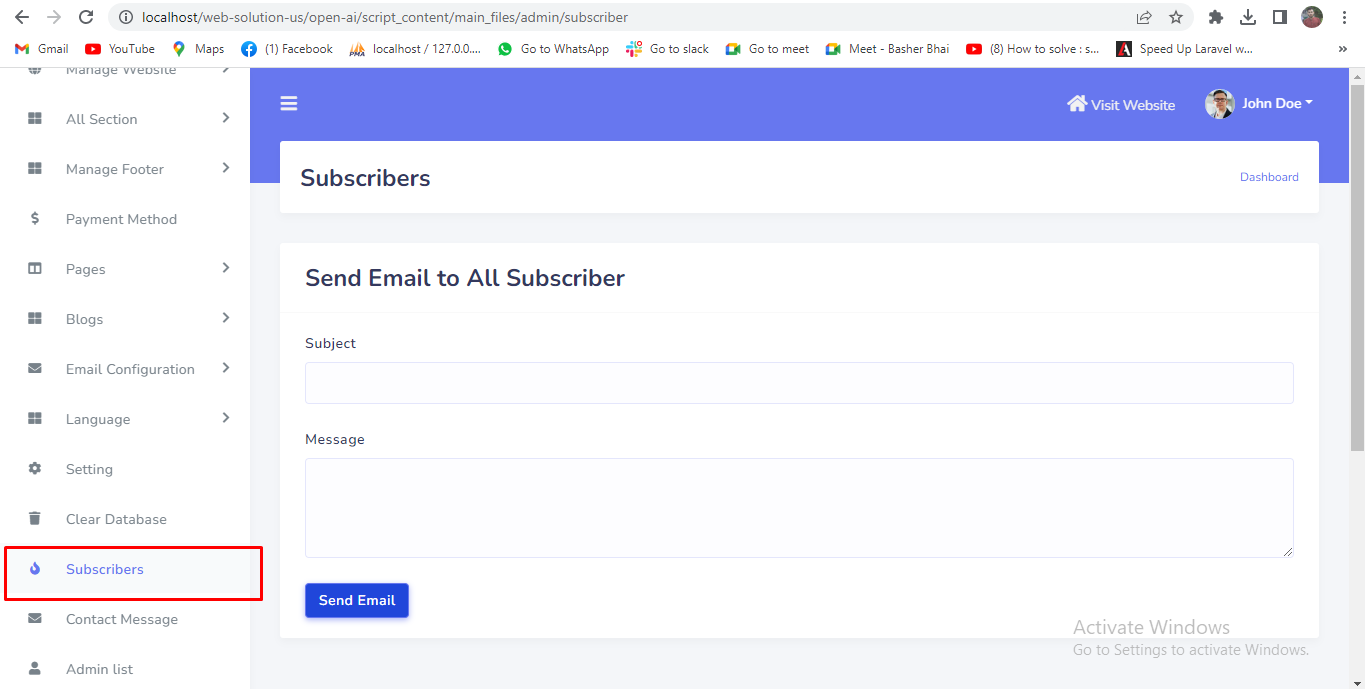 localhost/web-solution-us/open-ai/script_content/main_files/admin/subscriber
Gmail YouTube Maps (1) Facebook localhost / 127.0.0.... Go to WhatsApp Go to slack Go to meet Meet - Basher Bhai (8) How to solve : s... Speed Up Laravel w... »
Manage Website
All Section
Manage Footer
Payment Method
Pages
Blogs
Email Configuration
Language
Setting
Clear Database
Subscribers
Contact Message
Admin list
Visit Website John Doe
Subscribers Dashboard
Send Email to All Subscriber
Subject
Message
Send Email
Activate Windows
Go to Settings to activate Windows.